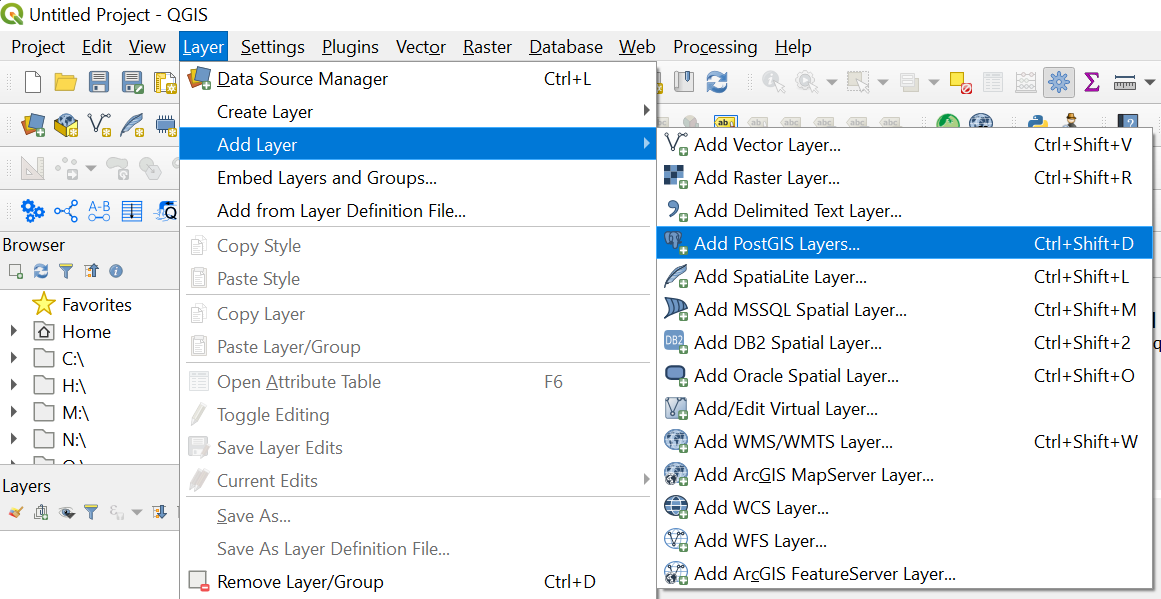 Untitled Project - QGIS
Project Edit View Layer Settings Plugins Vector Raster Database Web Processing Help
Data Source Manager Ctrl+L
Create Layer
Add Layer
Embed Layers and Groups...
Add from Layer Definition File...
Copy Style
Paste Style
Copy Layer
Paste Layer/Group
Open Attribute Table F6
Toggle Editing
Save Layer Edits
Current Edits
Save As...
Save As Layer Definition File...
Remove Layer/Group Ctrl+D
Add Vector Layer... Ctrl+Shift+V
Add Raster Layer... Ctrl+Shift+R
Add Delimited Text Layer...
Add PostGIS Layers... Ctrl+Shift+D
Add SpatiaLite Layer... Ctrl+Shift+L
Add MSSQL Spatial Layer... Ctrl+Shift+M
DB2 Add DB2 Spatial Layer... Ctrl+Shift+2
Add Oracle Spatial Layer... Ctrl+Shift+O
Add/Edit Virtual Layer...
Add WMS/WMTS Layer... Ctrl+Shift+W
Add ArcGIS MapServer Layer...
Add WCS Layer...
Add WFS Layer...
Add ArcGIS FeatureServer Layer...
A-B
Browser
Favorites
Home
C:\
H:\
M:\
N:\
Layers